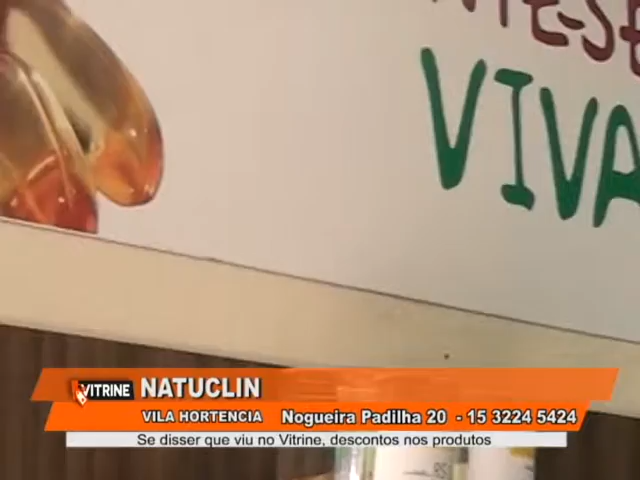 VIVA
VITRINE NATUCLIN
VILA HORTENCIA Nogueira Padilha 20 - 15 3224 5424
Se disser que viu no Vitrine, descontos nos produtos